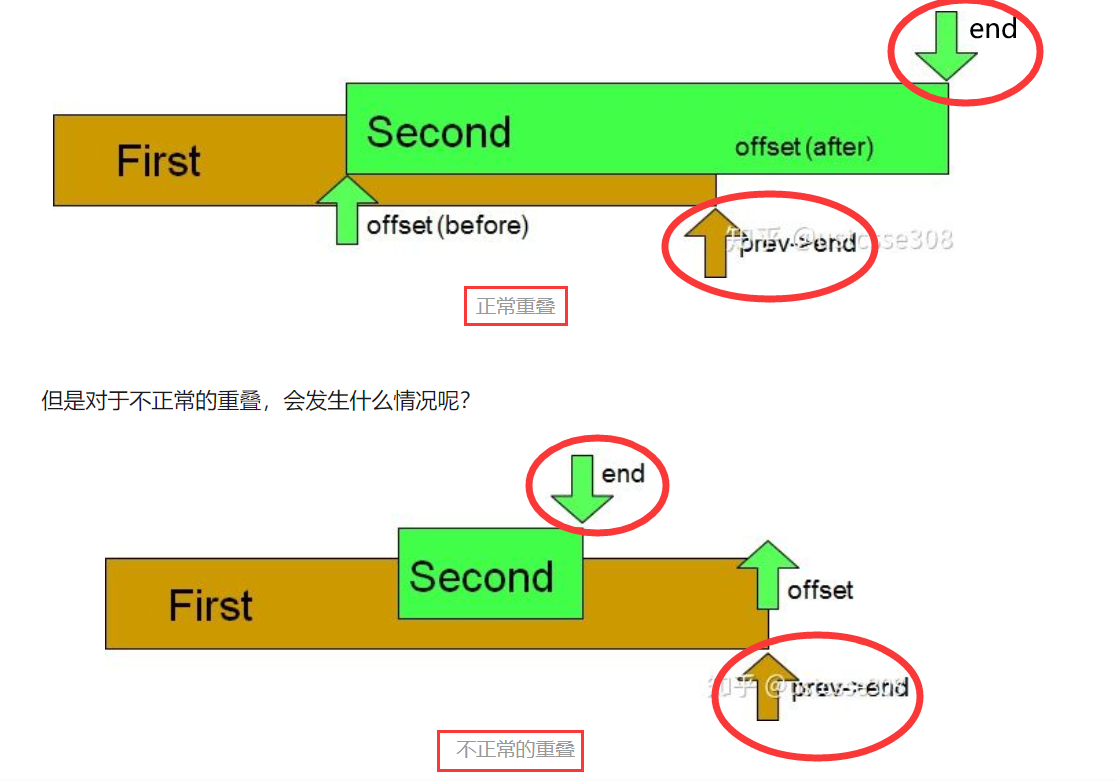 end
Second
First
offset(after)
offset(before)
知乎 @ustcsse308
prev->end
正常重叠
但是对于不正常的重叠，会发生什么情况呢？
end
Second
First
offset
知乎 @ustcsse308
prev->end
不正常的重叠